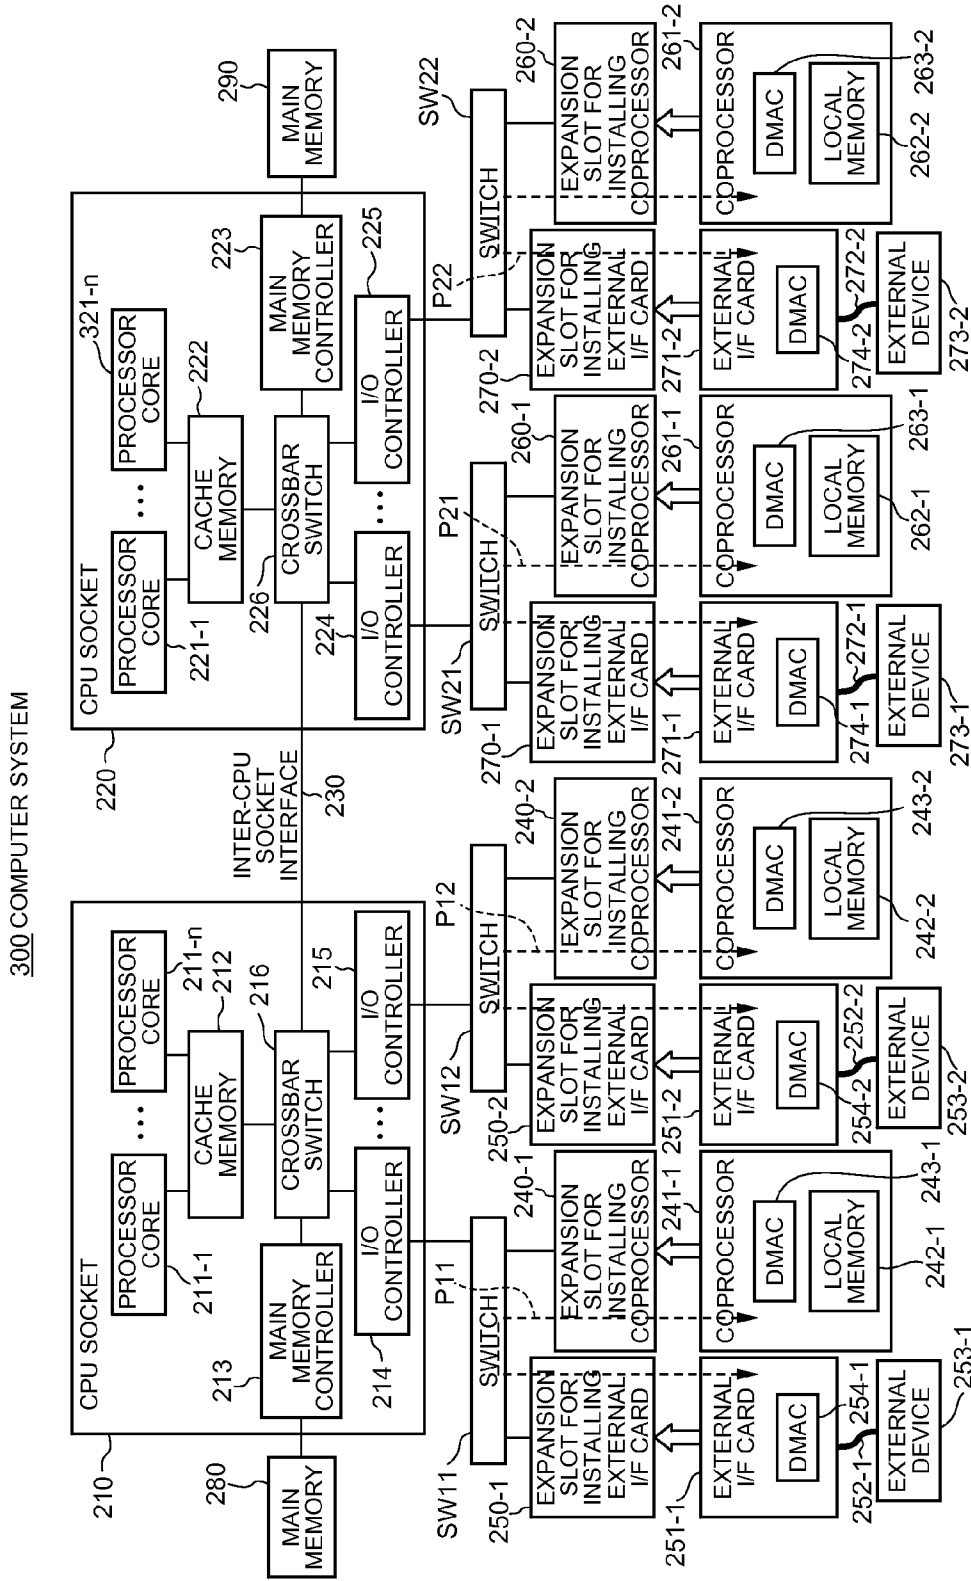 300 COMPUTER SYSTEM
CPU SOCKET
210
PROCESSOR
CORE
211-1
...
PROCESSOR
CORE
211-n
CACHE
MEMORY
212
MAIN
MEMORY
280
MAIN
MEMORY
CONTROLLER
213
CROSSBAR
SWITCH
216
I/O
CONTROLLER
214
...
I/O
CONTROLLER
215
INTER-CPU
SOCKET
INTERFACE
230
CPU SOCKET
220
PROCESSOR
CORE
221-1
...
PROCESSOR
CORE
321-n
CACHE
MEMORY
222
CROSSBAR
SWITCH
226
MAIN
MEMORY
CONTROLLER
223
MAIN
MEMORY
290
I/O
CONTROLLER
224
...
I/O
CONTROLLER
225
SW11
SWITCH
P11
SW12
SWITCH
P12
SW21
SWITCH
P21
SW22
SWITCH
P22
250-1
EXPANSION
SLOT FOR
INSTALLING
EXTERNAL
I/F CARD
240-1
EXPANSION
SLOT FOR
INSTALLING
COPROCESSOR
250-2
EXPANSION
SLOT FOR
INSTALLING
EXTERNAL
I/F CARD
240-2
EXPANSION
SLOT FOR
INSTALLING
COPROCESSOR
270-1
EXPANSION
SLOT FOR
INSTALLING
EXTERNAL
I/F CARD
260-1
EXPANSION
SLOT FOR
INSTALLING
COPROCESSOR
270-2
EXPANSION
SLOT FOR
INSTALLING
EXTERNAL
I/F CARD
260-2
EXPANSION
SLOT FOR
INSTALLING
COPROCESSOR
251-1
EXTERNAL
I/F CARD
DMAC
254-1
241-1
COPROCESSOR
DMAC
243-1
LOCAL
MEMORY
242-1
251-2
EXTERNAL
I/F CARD
DMAC
254-2
241-2
COPROCESSOR
DMAC
243-2
LOCAL
MEMORY
242-2
271-1
EXTERNAL
I/F CARD
DMAC
274-1
261-1
COPROCESSOR
DMAC
263-1
LOCAL
MEMORY
262-1
271-2
EXTERNAL
I/F CARD
DMAC
274-2
261-2
COPROCESSOR
DMAC
263-2
LOCAL
MEMORY
262-2
252-1
EXTERNAL
DEVICE
253-1
252-2
EXTERNAL
DEVICE
253-2
272-1
EXTERNAL
DEVICE
273-1
272-2
EXTERNAL
DEVICE
273-2